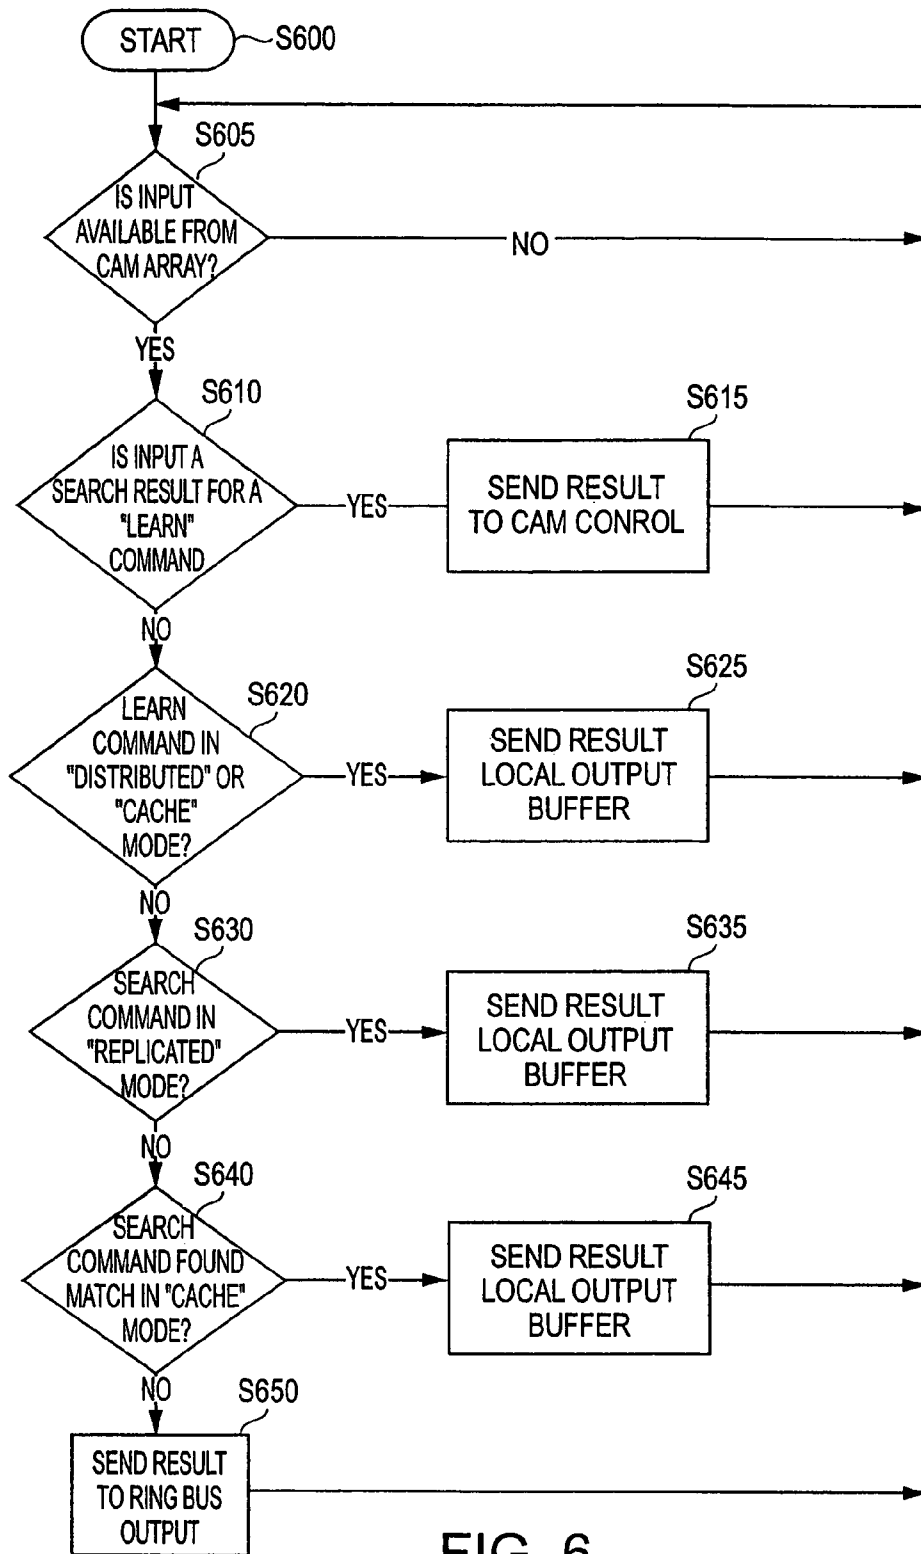 START
S600
S605
IS INPUT
AVAILABLE FROM
CAM ARRAY?
NO
YES
S610
IS INPUT A
SEARCH RESULT FOR A
"LEARN"
COMMAND
YES
S615
SEND RESULT
TO CAM CONROL
NO
S620
LEARN
COMMAND IN
"DISTRIBUTED" OR
"CACHE"
MODE?
YES
S625
SEND RESULT
LOCAL OUTPUT
BUFFER
NO
S630
SEARCH
COMMAND IN
"REPLICATED"
MODE?
YES
S635
SEND RESULT
LOCAL OUTPUT
BUFFER
NO
S640
SEARCH
COMMAND FOUND
MATCH IN "CACHE"
MODE?
YES
S645
SEND RESULT
LOCAL OUTPUT
BUFFER
NO
S650
SEND RESULT
TO RING BUS
OUTPUT
FIG. 6